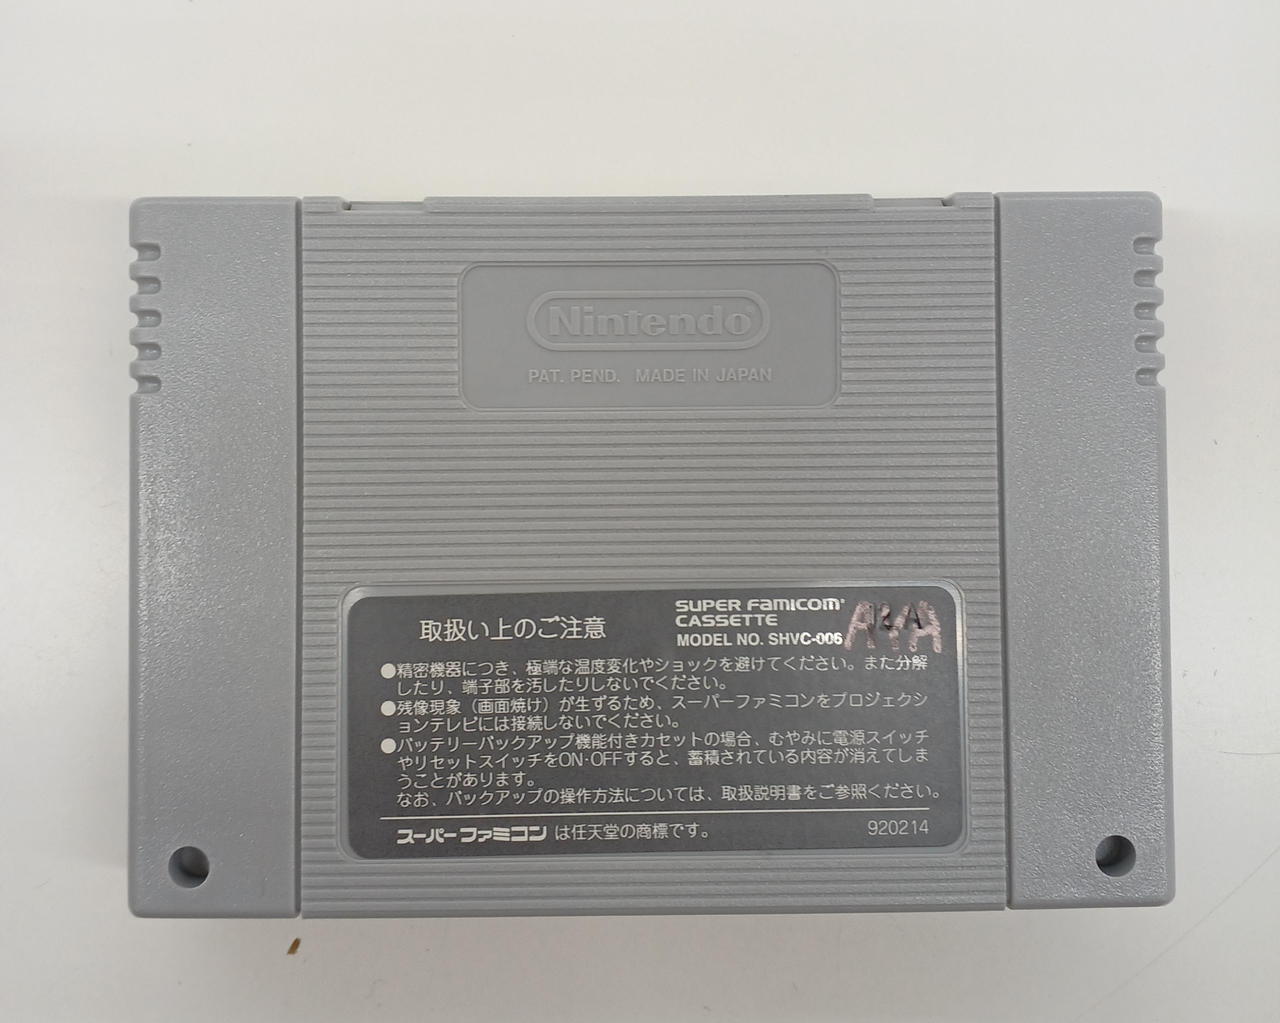 Nintendo®
PAT. PEND. MADE IN JAPAN
取扱い上のご注意
SUPER FAMICOM®
CASSETTE
MODEL NO. SHVC-006
●精密機器につき、極端な温度変化やショックを避けてください。また分解
したり、端子部を汚したりしないでください。
●残像現象（画面焼け）が生ずるため、スーパーファミコンをプロジェクシ
ョンテレビには接続しないでください。
●バッテリーバックアップ機能付きカセットの場合、むやみに電源スイッチ
やリセットスイッチをON·OFFすると、蓄積されている内容が消えてしま
うことがあります。
なお、バックアップの操作方法については、取扱説明書をご参照ください。
スーパーファミコン は任天堂の商標です。
920214